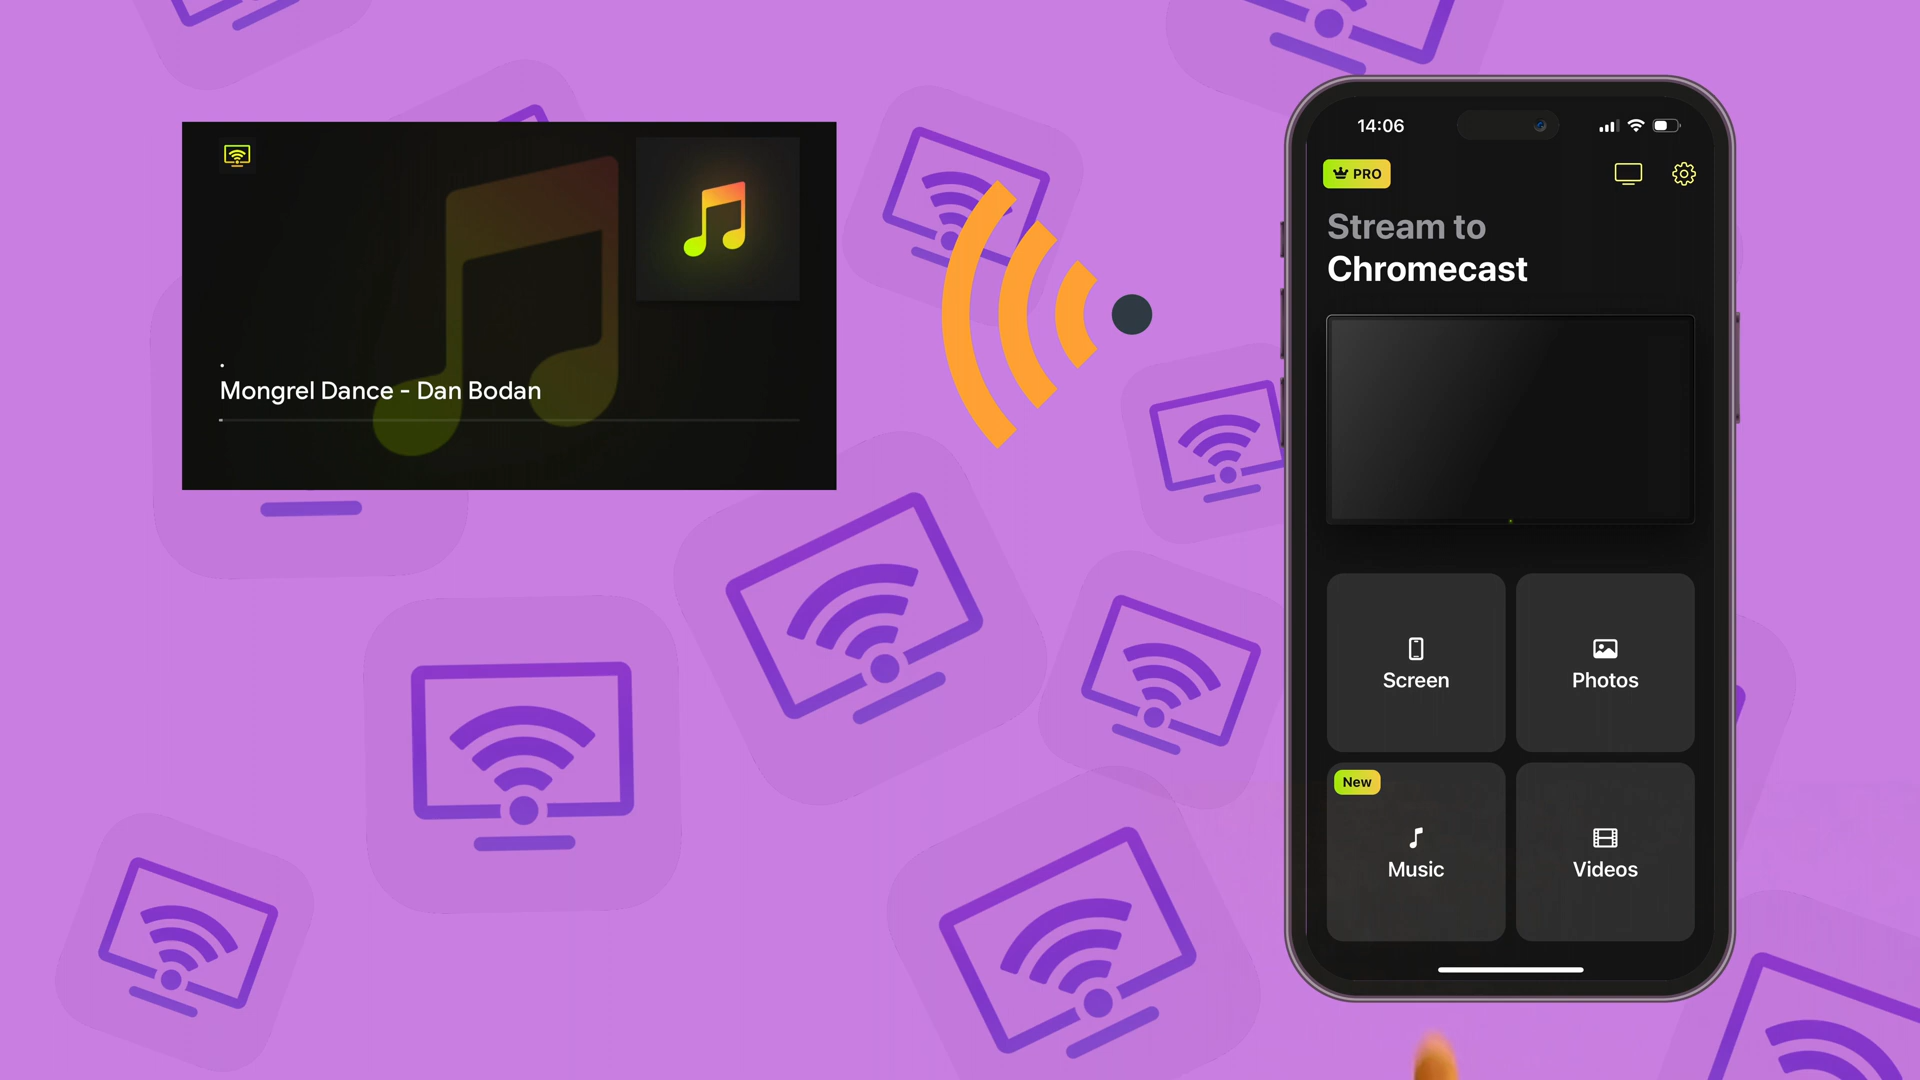 Mongrel Dance - Dan Bodan
14:06
PRO
Stream to
Chromecast
Screen
Photos
New
Music
Videos